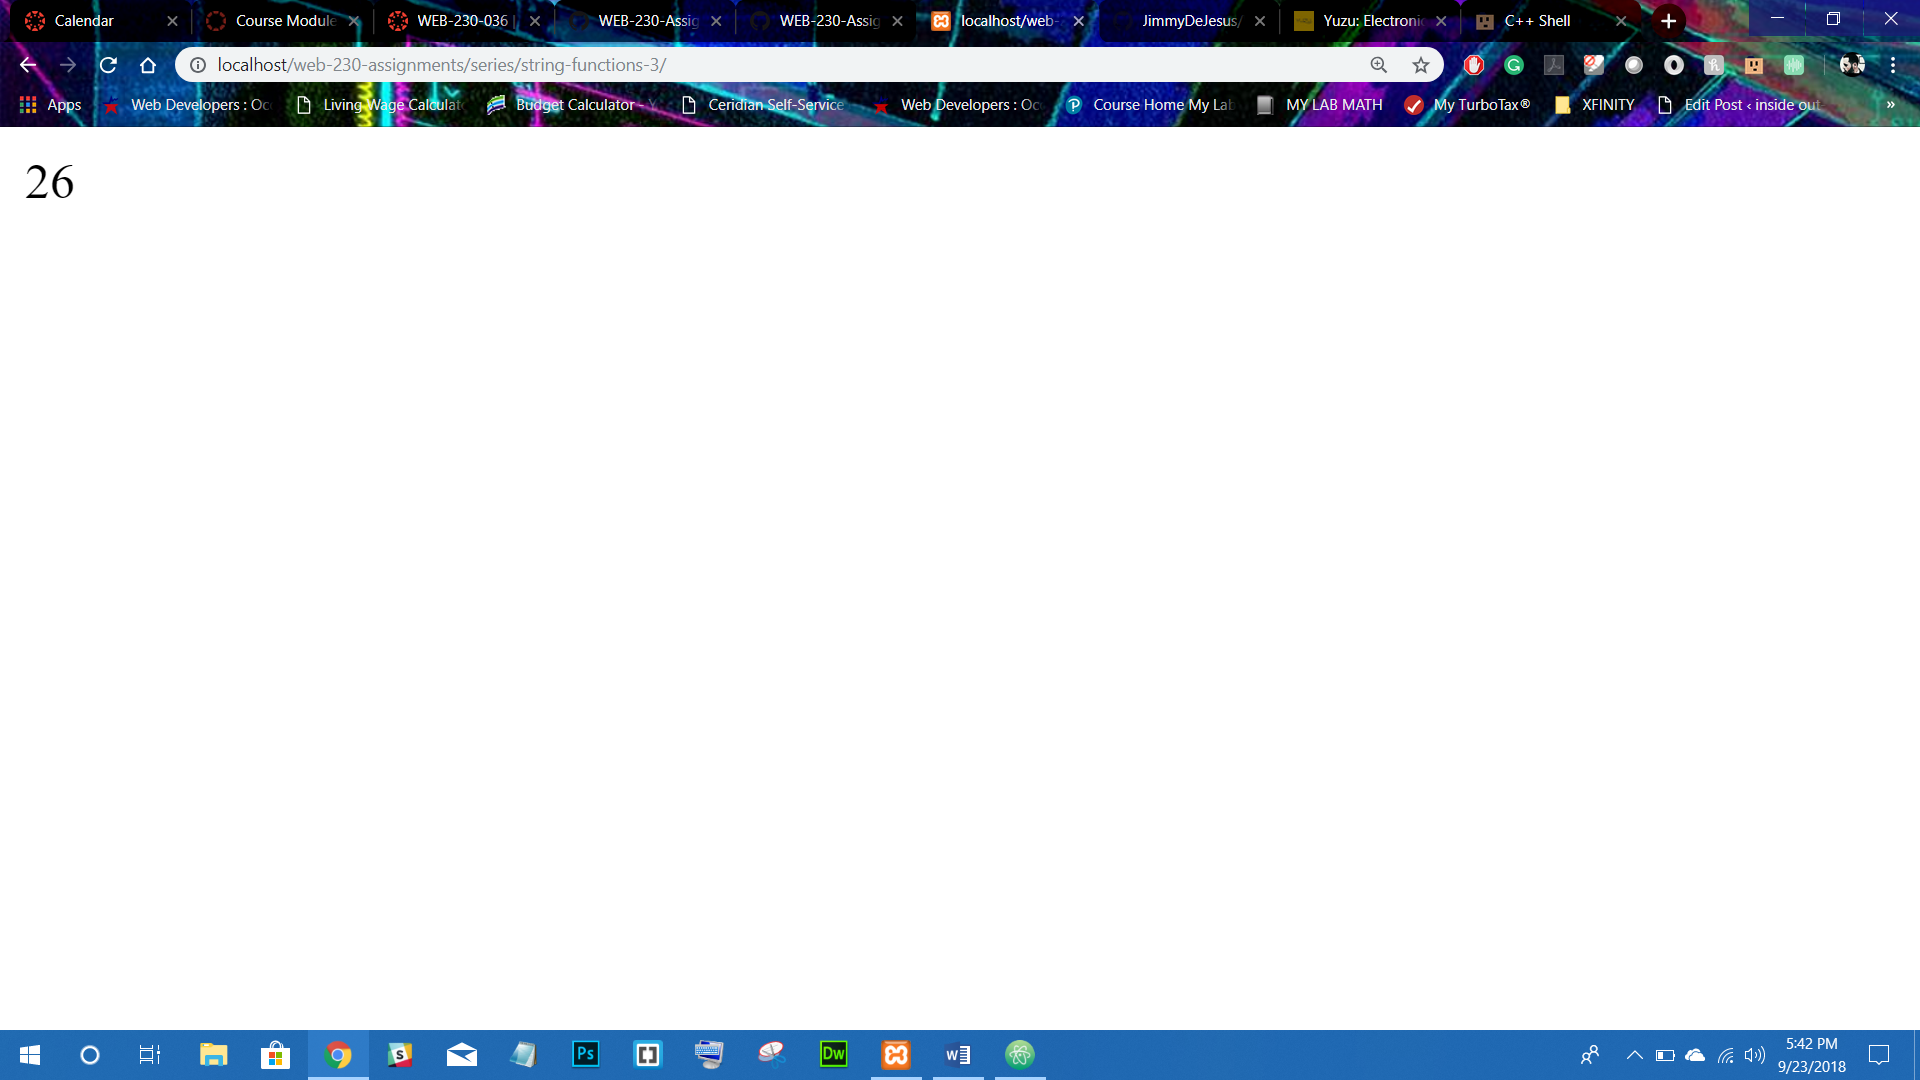 Calendar
Course Module
WEB-230-036
WEB-230-Assig
WEB-230-Assig
localhost/web-
JimmyDeJesus/
Yuzu: Electronic
C++ Shell
localhost/web-230-assignments/series/string-functions-3/
Apps
Web Developers : Oc
Living Wage Calculat
Budget Calculator - Y
Ceridian Self-Service
Web Developers : Oc
Course Home My Lab
MY LAB MATH
My TurboTax®
XFINITY
Edit Post ‹ inside out
»
26
Ps
Dw
5:42 PM
9/23/2018